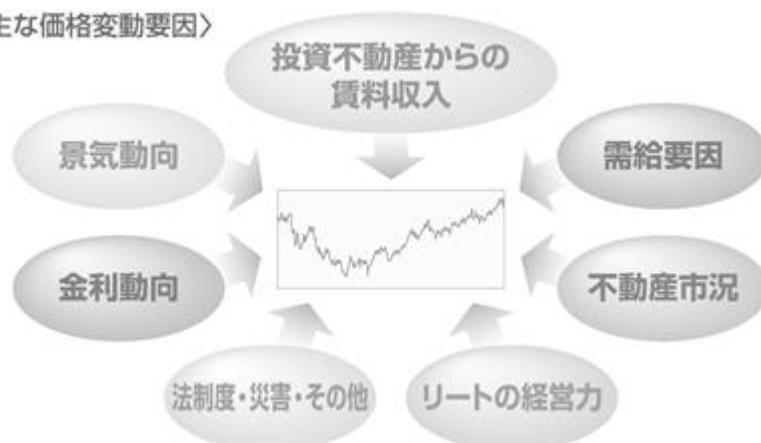 主な価格変動要因〉
投資不動産からの
賃料収入
景気動向
需給要因
金利動向
不動産市況
法制度・災害・その他
リートの経営力